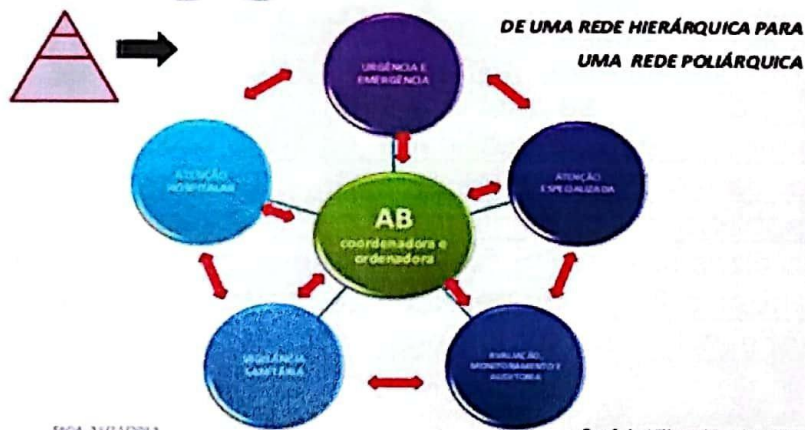 DE UMA REDE HIERÁRQUICA PARA
UMA REDE POLIÁRQUICA
URGÊNCIA E
EMERGÊNCIA
ATENÇÃO
HOSPITALAR
ATENÇÃO
ESPECIALIZADA
AB
coordenadora e
ordenadora
VIGILÂNCIA
SANITÁRIA
AVALIAÇÃO,
MONITORAMENTO E
AUDITORIA